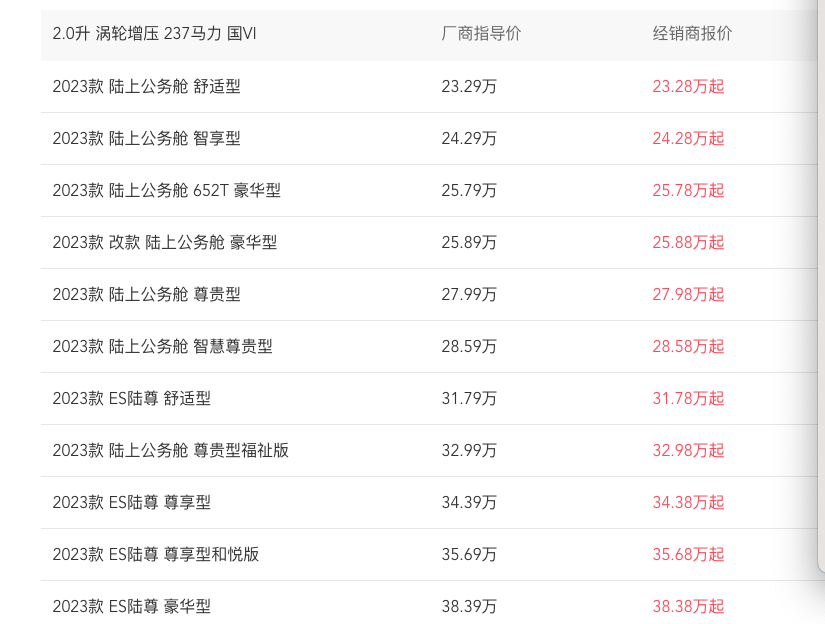 2.0升 涡轮增压 237马力 国VI 厂商指导价 经销商报价
2023款 陆上公务舱 舒适型 23.29万 23.28万起
2023款 陆上公务舱 智享型 24.29万 24.28万起
2023款 陆上公务舱 652T 豪华型 25.79万 25.78万起
2023款 改款 陆上公务舱 豪华型 25.89万 25.88万起
2023款 陆上公务舱 尊贵型 27.99万 27.98万起
2023款 陆上公务舱 智慧尊贵型 28.59万 28.58万起
2023款 ES陆尊 舒适型 31.79万 31.78万起
2023款 陆上公务舱 尊贵型福祉版 32.99万 32.98万起
2023款 ES陆尊 尊享型 34.39万 34.38万起
2023款 ES陆尊 尊享型和悦版 35.69万 35.68万起
2023款 ES陆尊 豪华型 38.39万 38.38万起